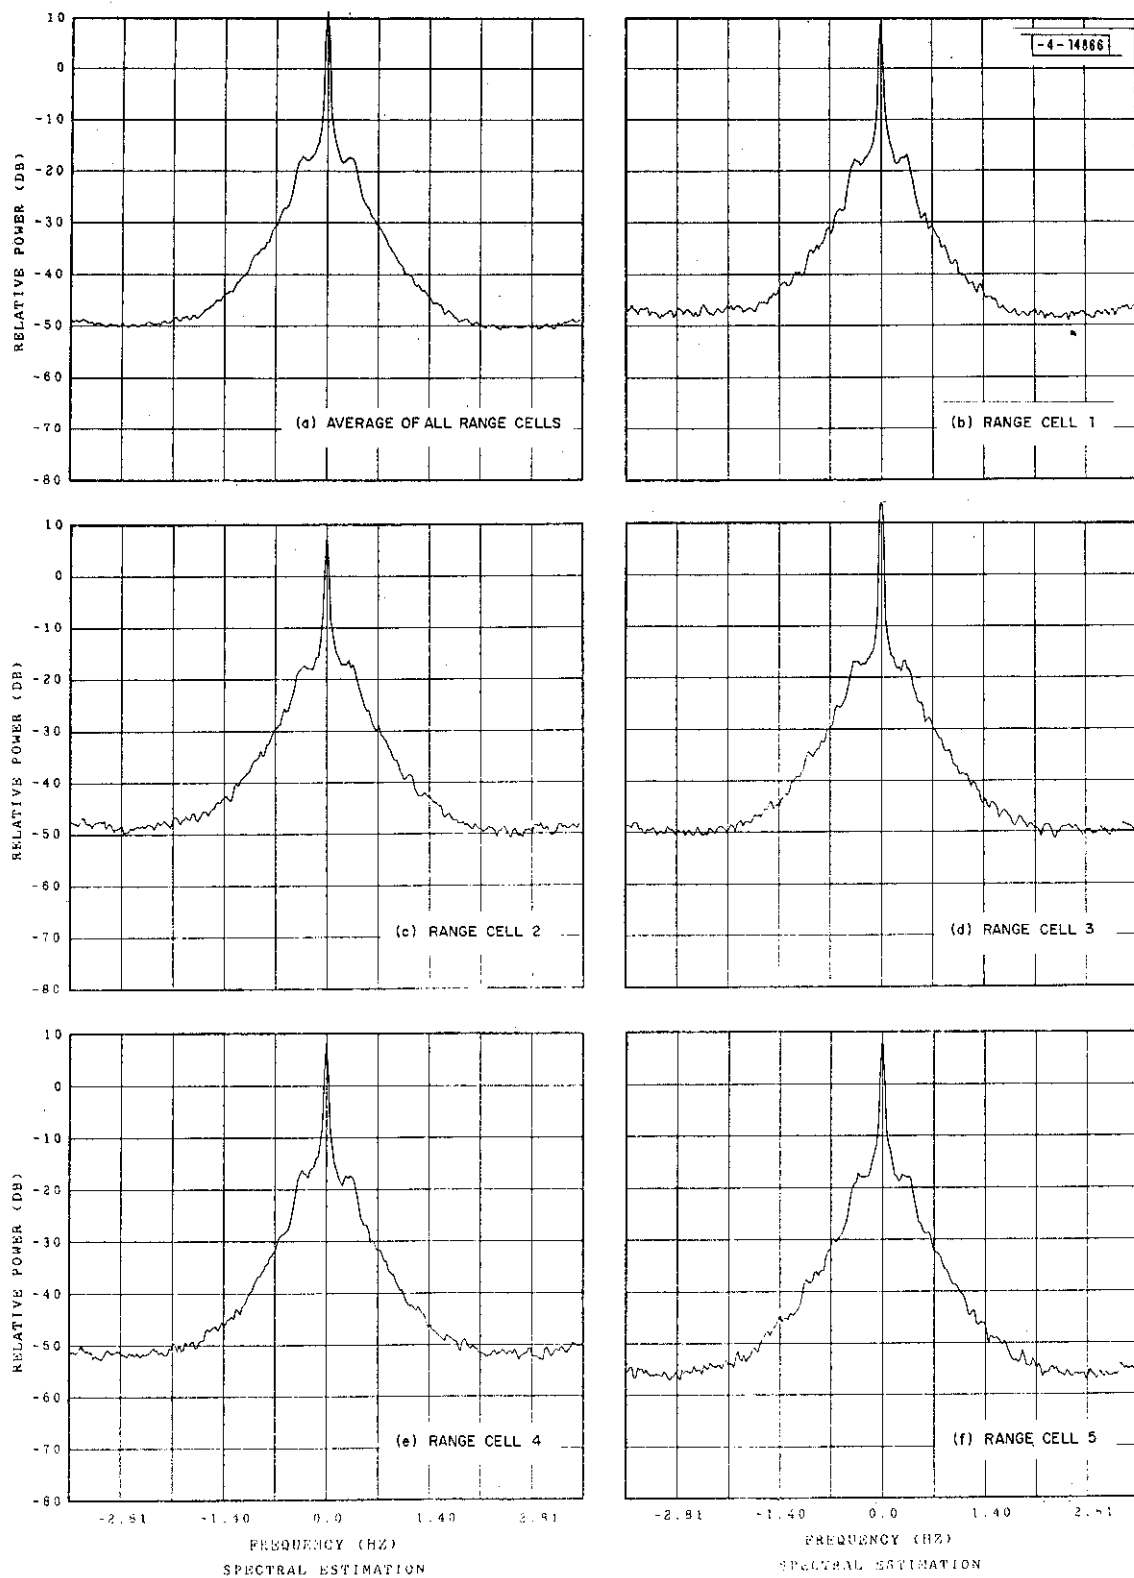 -4-14866
10
0
-10
-20
-30
-40
-50
-60
-70
-80
RELATIVE POWER (DB)
(a) AVERAGE OF ALL RANGE CELLS
(b) RANGE CELL 1
10
0
-10
-20
-30
-40
-50
-60
-70
-80
RELATIVE POWER (DB)
(c) RANGE CELL 2
(d) RANGE CELL 3
10
0
-10
-20
-30
-40
-50
-60
-70
-80
RELATIVE POWER (DB)
(e) RANGE CELL 4
(f) RANGE CELL 5
-2.81 -1.40 0.0 1.40 2.81
FREQUENCY (HZ)
SPECTRAL ESTIMATION
-2.81 -1.40 0.0 1.40
FREQUENCY (HZ)
SPECTRAL ESTIMATION